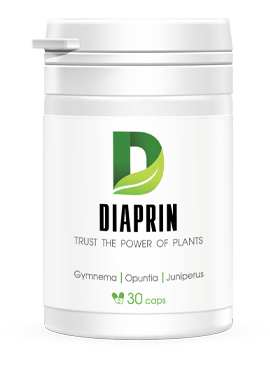 D
DIAPRIN
TRUST THE POWER OF PLANTS
Gymnema | Opuntia | Juniperus
30 caps